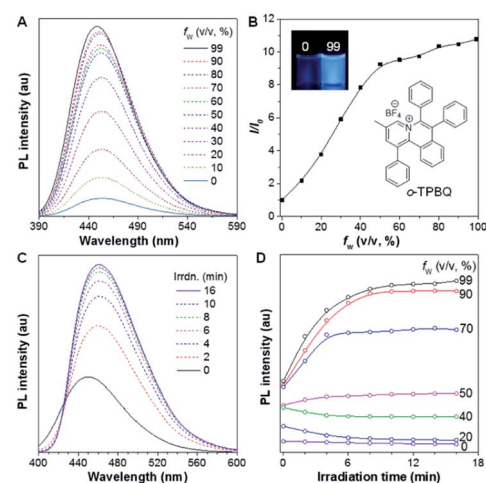 A
PL intensity (au)
fw (v/v, %)
99
90
80
70
60
50
40
30
20
10
0
390 430 470 510 550 590
Wavelength (nm)
B
I/I0
12
10
8
6
4
2
0
0 99
BF4 −
N +
o-TPBQ
0 20 40 60 80 100
fw (v/v, %)
C
PL intensity (au)
Irrdn. (min)
16
10
8
6
4
2
0
400 440 480 520 560 600
Wavelength (nm)
D
PL intensity (au)
fw (v/v, %)
99
90
70
50
40
20
0
0 6 12 18
Irradiation time (min)